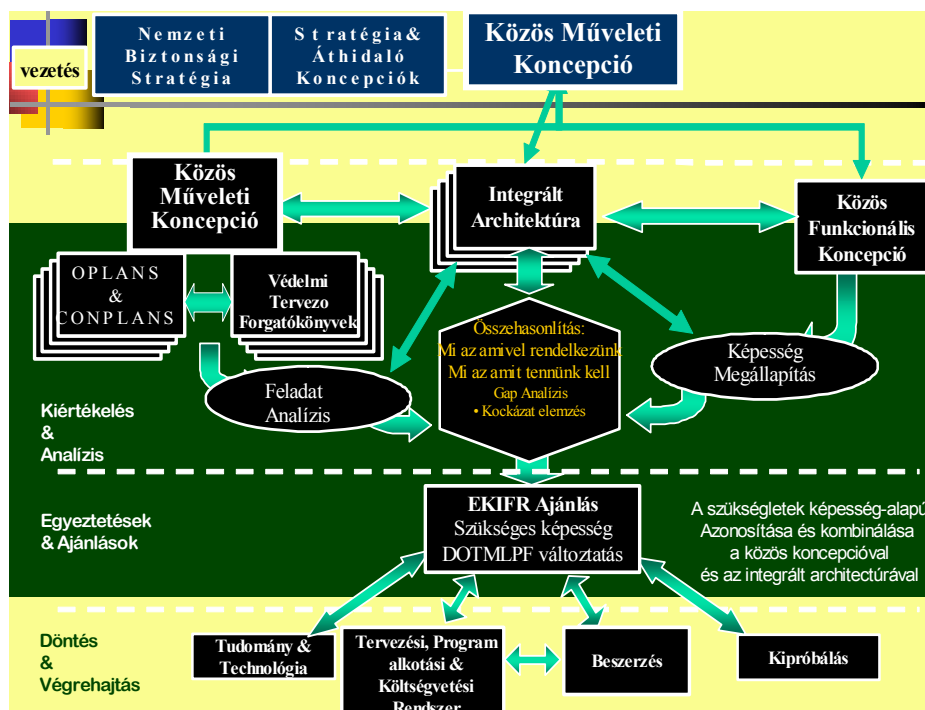 vezetés
Nemzeti
Biztonsági
Stratégia
Stratégia&
Áthidaló
Koncepciók
Közös Műveleti
Koncepció
Közös
Műveleti
Koncepció
Integrált
Architektúra
Közös
Funkcionális
Koncepció
OPLANS
&
CONPLANS
Védelmi
Tervezo
Forgatókönyvek
Összehasonlítás:
Mi az amivel rendelkezünk
Mi az amit tennünk kell
Gap Analízis
• Kockázat elemzés
Feladat
Analízis
Képesség
Megállapítás
Kiértékelés
&
Analízis
EKIFR Ajánlás
Szükséges képesség
DOTMLPF változtatás
Egyeztetések
& Ajánlások
A szükségletek képesség-alapú
Azonosítása és kombinálása
a közös koncepcióval
és az integrált architectúrával
Döntés
&
Végrehajtás
Tudomány &
Technológia
Tervezési, Program
alkotási &
Költségvetési
Rendszer
Beszerzés
Kipróbálás